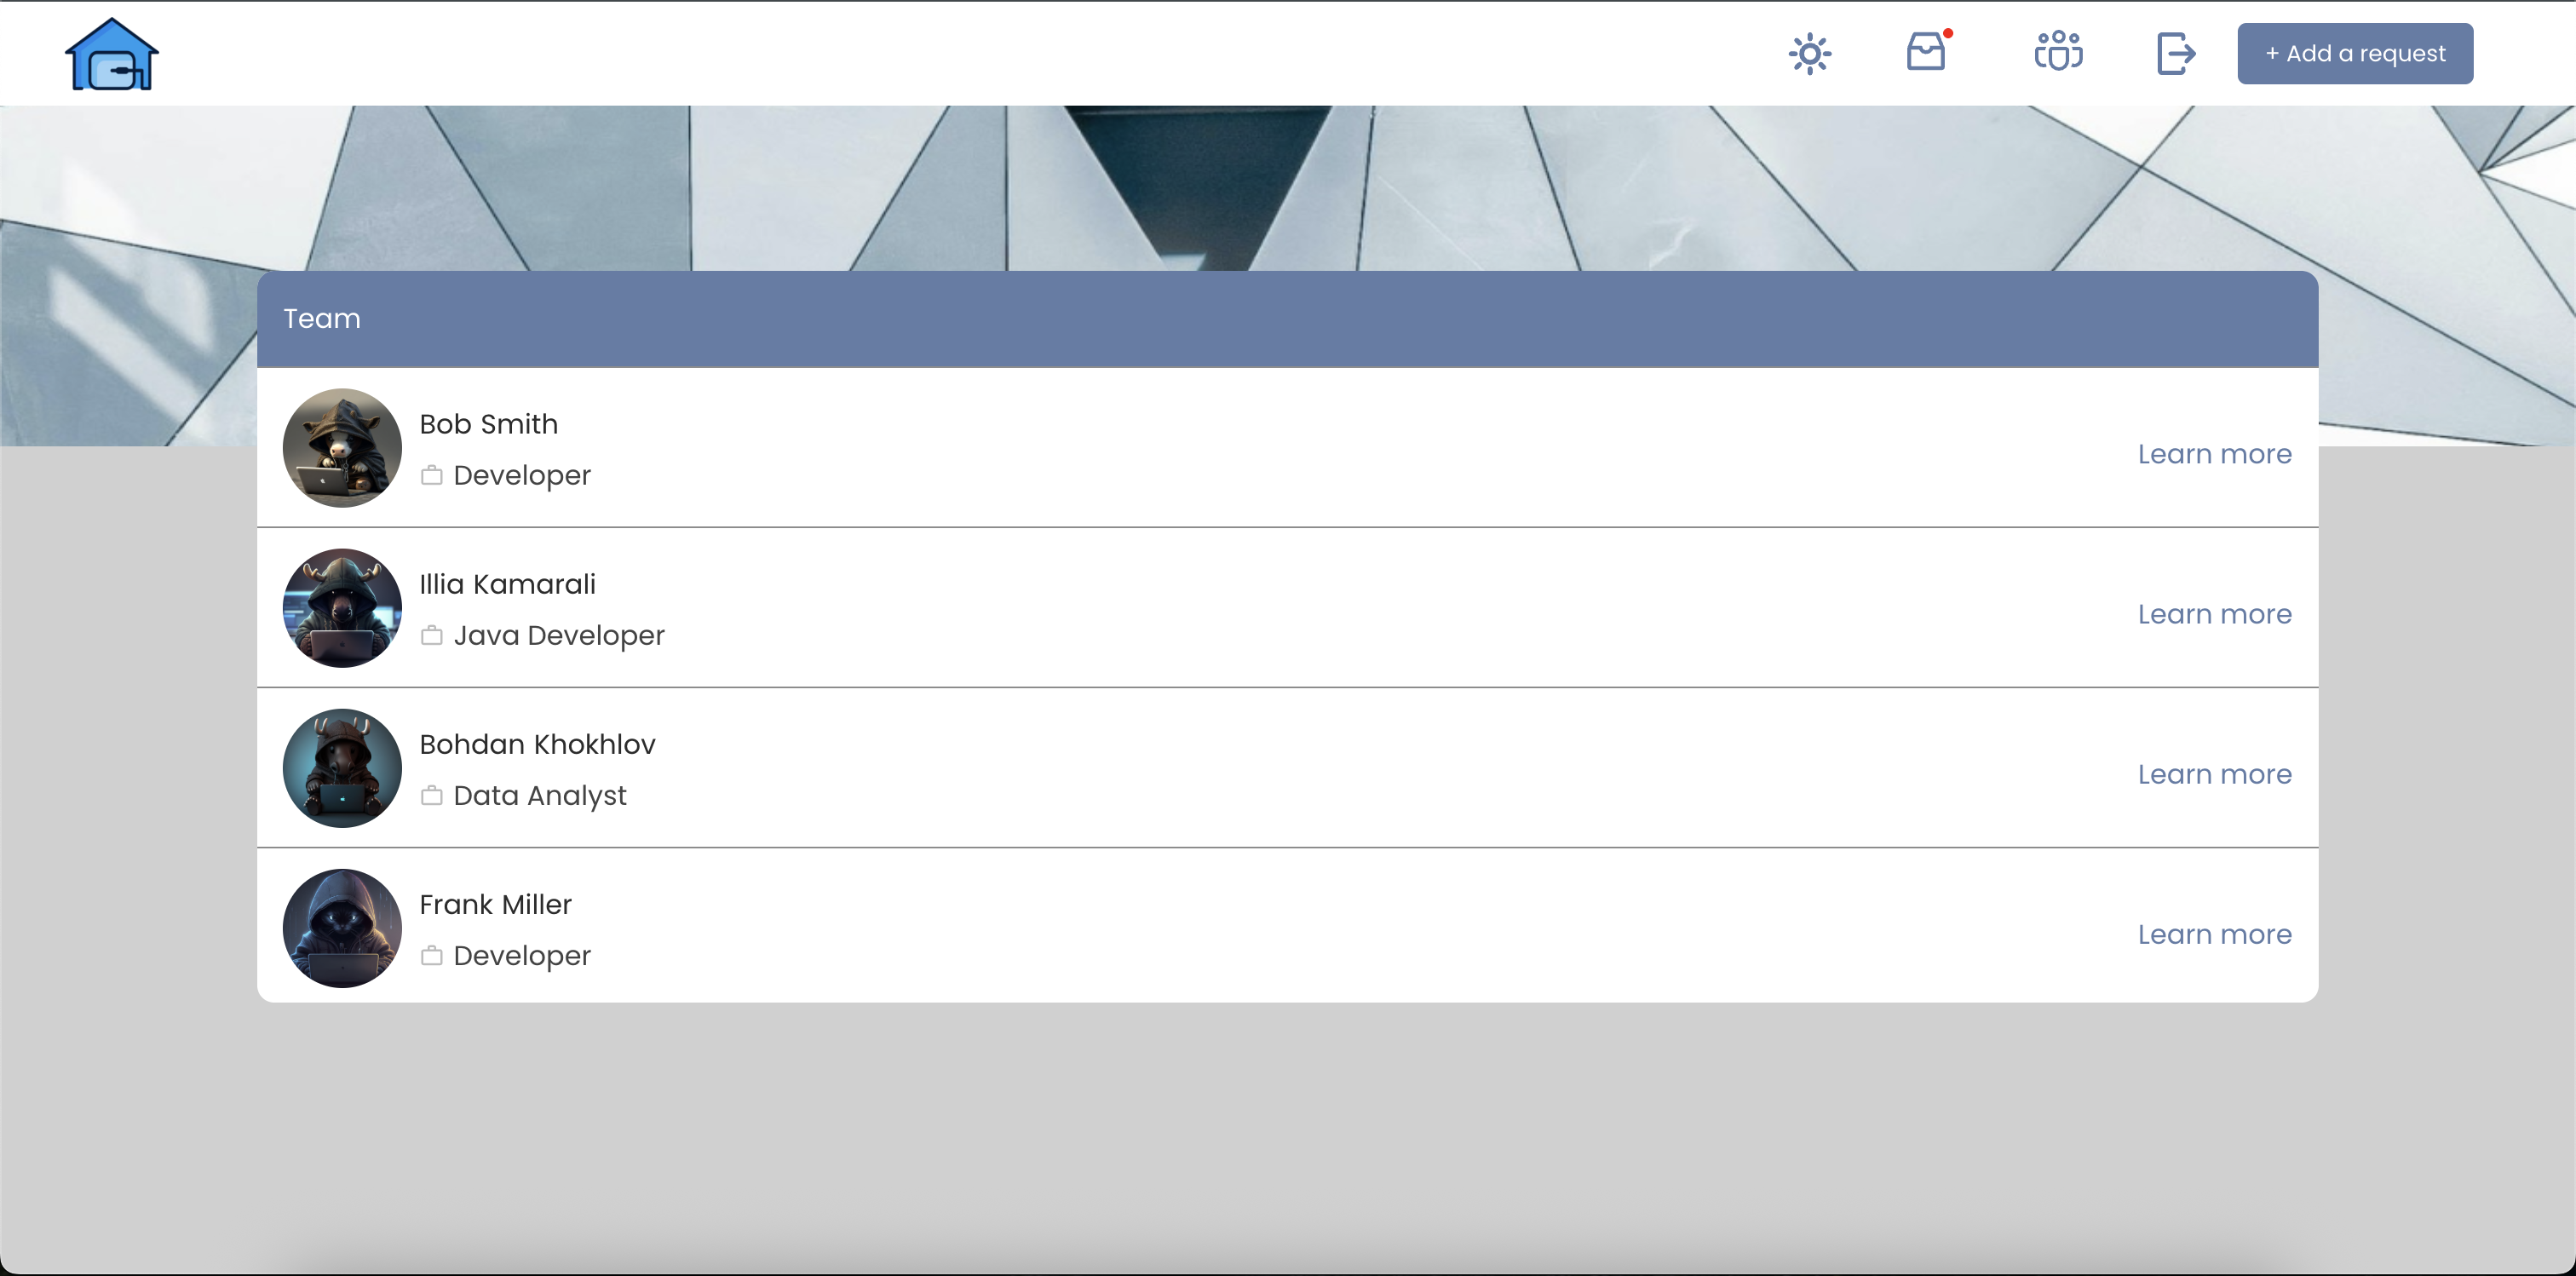 + Add a request
Team
Bob Smith
Developer
Learn more
Illia Kamarali
Java Developer
Learn more
Bohdan Khokhlov
Data Analyst
Learn more
Frank Miller
Developer
Learn more